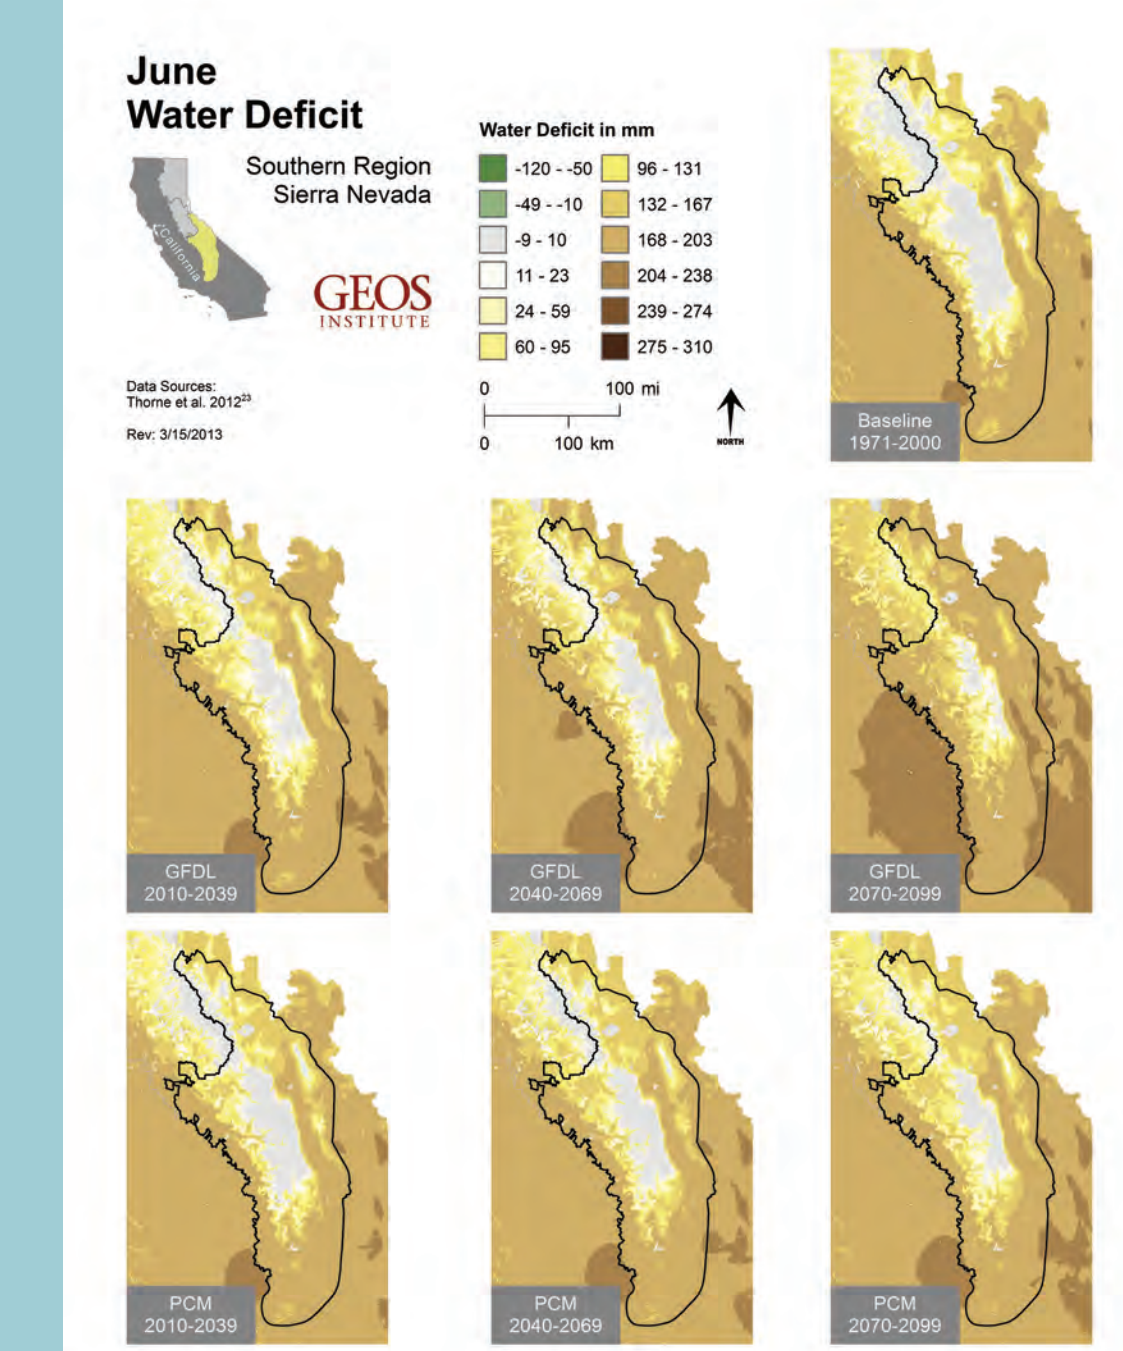 June
Water Deficit
Southern Region
Sierra Nevada
California
GEOS
INSTITUTE
Data Sources:
Thorne et al. 2012²³
Rev: 3/15/2013
Water Deficit in mm
-120 - -50
-49 - -10
-9 - 10
11 - 23
24 - 59
60 - 95
96 - 131
132 - 167
168 - 203
204 - 238
239 - 274
275 - 310
0 100 mi
0 100 km
NORTH
Baseline
1971-2000
GFDL
2010-2039
GFDL
2040-2069
GFDL
2070-2099
PCM
2010-2039
PCM
2040-2069
PCM
2070-2099